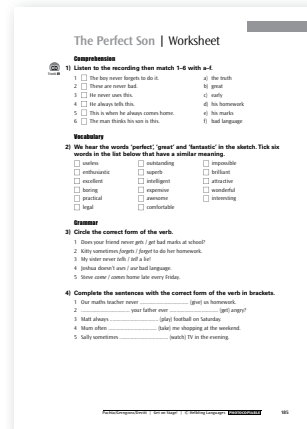 The Perfect Son | Worksheet
Comprehension
1) Listen to the recording then match 1–6 with a–f.
1 The boy never forgets to do it. a) the truth
2 These are never bad. b) great
3 He never uses this. c) early
4 He always tells this. d) his homework
5 This is when he always comes home. e) his marks
6 The man thinks his son is this. f) bad language
Vocabulary
2) We hear the words 'perfect', 'great' and 'fantastic' in the sketch. Tick six
words in the list below that have a similar meaning.
useless outstanding impossible
enthusiastic superb brilliant
excellent intelligent attractive
boring expensive wonderful
practical awesome interesting
legal comfortable
Grammar
3) Circle the correct form of the verb.
1 Does your friend never gets / get bad marks at school?
2 Kitty sometimes forgets / forget to do her homework.
3 My sister never tells / tell a lie!
4 Joshua doesn't uses / use bad language.
5 Steve come / comes home late every Friday.
4) Complete the sentences with the correct form of the verb in brackets.
1 Our maths teacher never .................... (give) us homework.
2 .................... your father ever .................... (get) angry?
3 Matt always .................... (play) football on Saturday.
4 Mum often .................... (take) me shopping at the weekend.
5 Sally sometimes .................... (watch) TV in the evening.
| Get on Stage! | © Helbling Languages PHOTOCOPIABLE 185